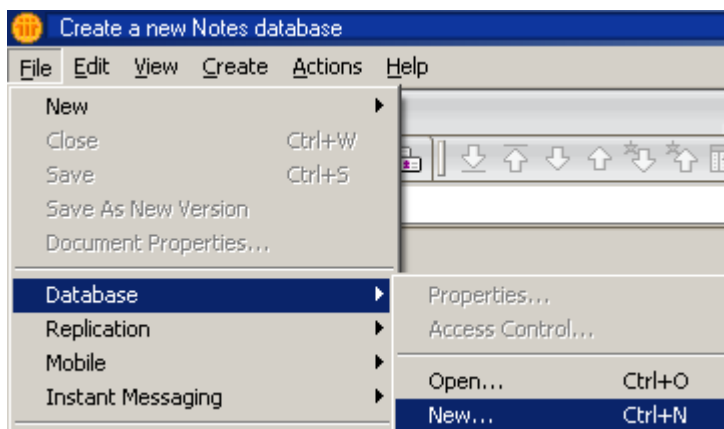 Create a new Notes database
File Edit View Create Actions Help
New
Close Ctrl+W
Save Ctrl+S
Save As New Version
Document Properties...
Database
Replication
Mobile
Instant Messaging
Properties...
Access Control...
Open... Ctrl+O
New... Ctrl+N